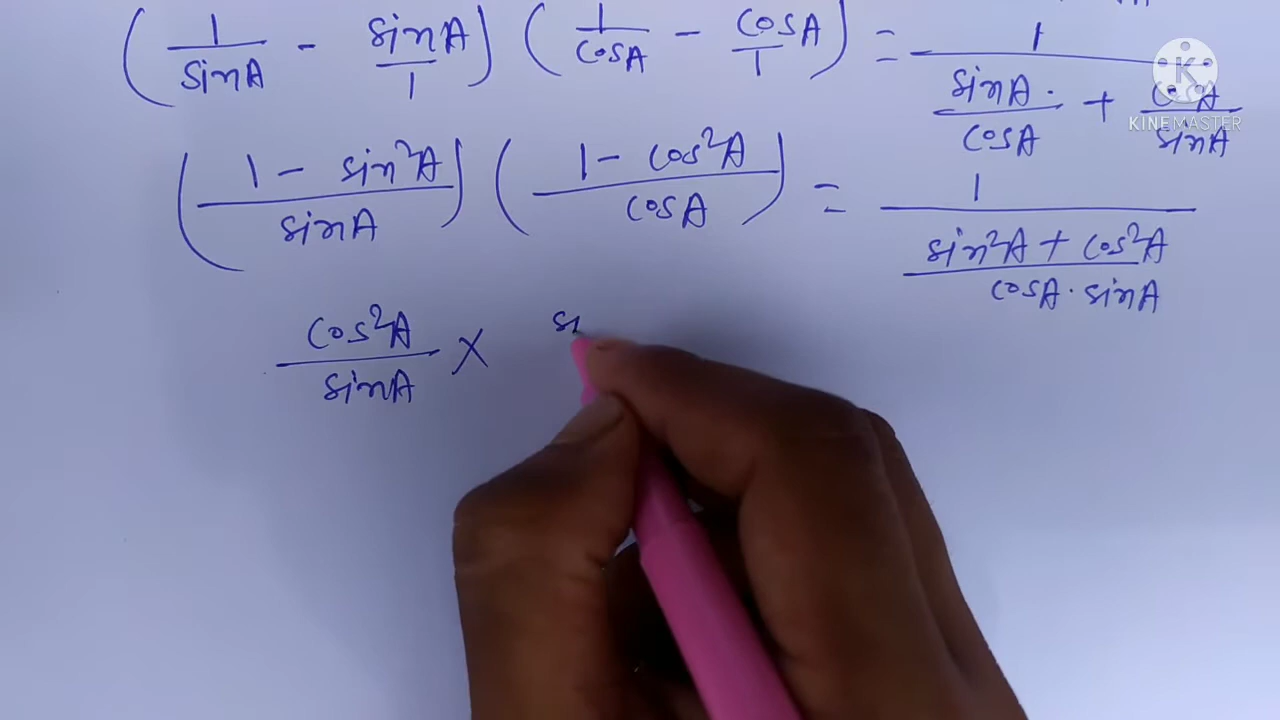 (1/sinA - sinA/1) (1/cosA - cosA/1) = 1/(sinA/cosA + cosA/sinA)
((1 - sin²A)/sinA) ((1 - cos²A)/cosA) = 1/((sin²A + cos²A)/(cosA · sinA))
cos²A/sinA × si
KINEMASTER